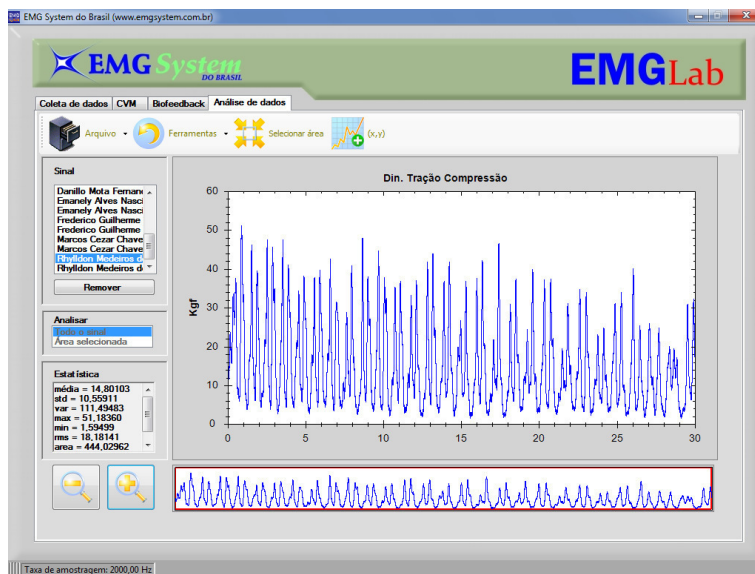 EMG System do Brasil (www.emgsystem.com.br)
EMG System
DO BRASIL
EMGLab
Coleta de dados CVM Biofeedback Análise de dados
Arquivo Ferramentas Selecionar área (x,y)
Sinal
Danillo Mota Fernan
Emanely Alves Nasci
Emanely Alves Nasci
Frederico Guilherme
Frederico Guilherme
Marcos Cezar Chave
Marcos Cezar Chave
Rhylldon Medeiros d
Rhylldon Medeiros d
Remover
Analisar
Todo o sinal
Área selecionada
Estatística
média = 14,80103
std = 10,55911
var = 111,49483
max = 51,18360
min = 1,59499
rms = 18,18141
area = 444,02962
Din. Tração Compressão
Kgf
60
50
40
30
20
10
0
0 5 10 15 20 25 30
Taxa de amostragem: 2000,00 Hz